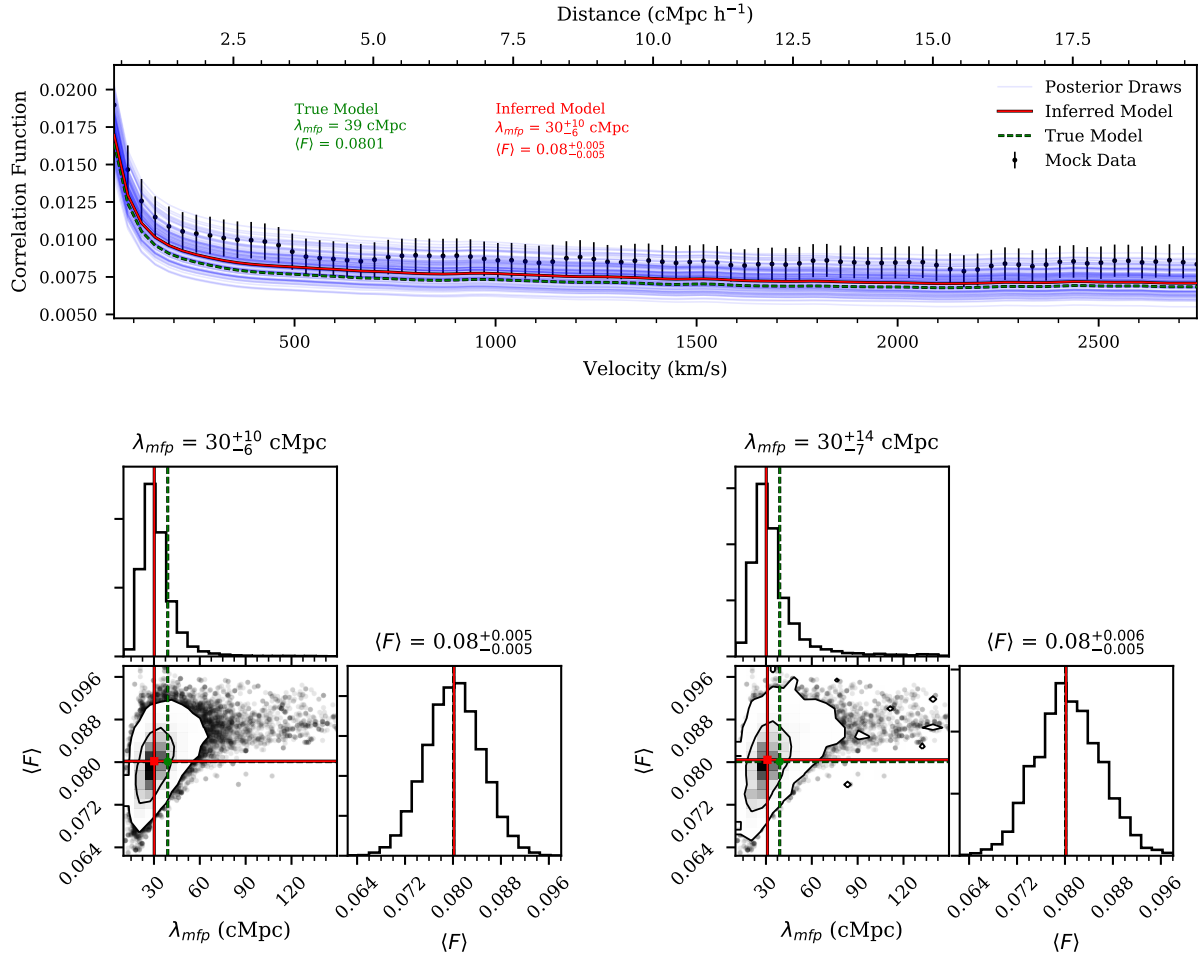 Distance (cMpc h⁻¹)
2.5 5.0 7.5 10.0 12.5 15.0 17.5
0.0200
0.0175
0.0150
0.0125
0.0100
0.0075
0.0050
Correlation Function
True Model
λmfp = 39 cMpc
⟨F⟩ = 0.0801
Inferred Model
λmfp = 30+10−6 cMpc
⟨F⟩ = 0.08+0.005−0.005
Posterior Draws
Inferred Model
True Model
Mock Data
500 1000 1500 2000 2500
Velocity (km/s)
λmfp = 30+10−6 cMpc
⟨F⟩ = 0.08+0.005−0.005
0.096
0.088
0.080
0.072
0.064
⟨F⟩
30 60 90 120
λmfp (cMpc)
0.064 0.072 0.080 0.088 0.096
⟨F⟩
λmfp = 30+14−7 cMpc
⟨F⟩ = 0.08+0.006−0.005
0.096
0.088
0.080
0.072
0.064
⟨F⟩
30 60 90 120
λmfp (cMpc)
0.064 0.072 0.080 0.088 0.096
⟨F⟩